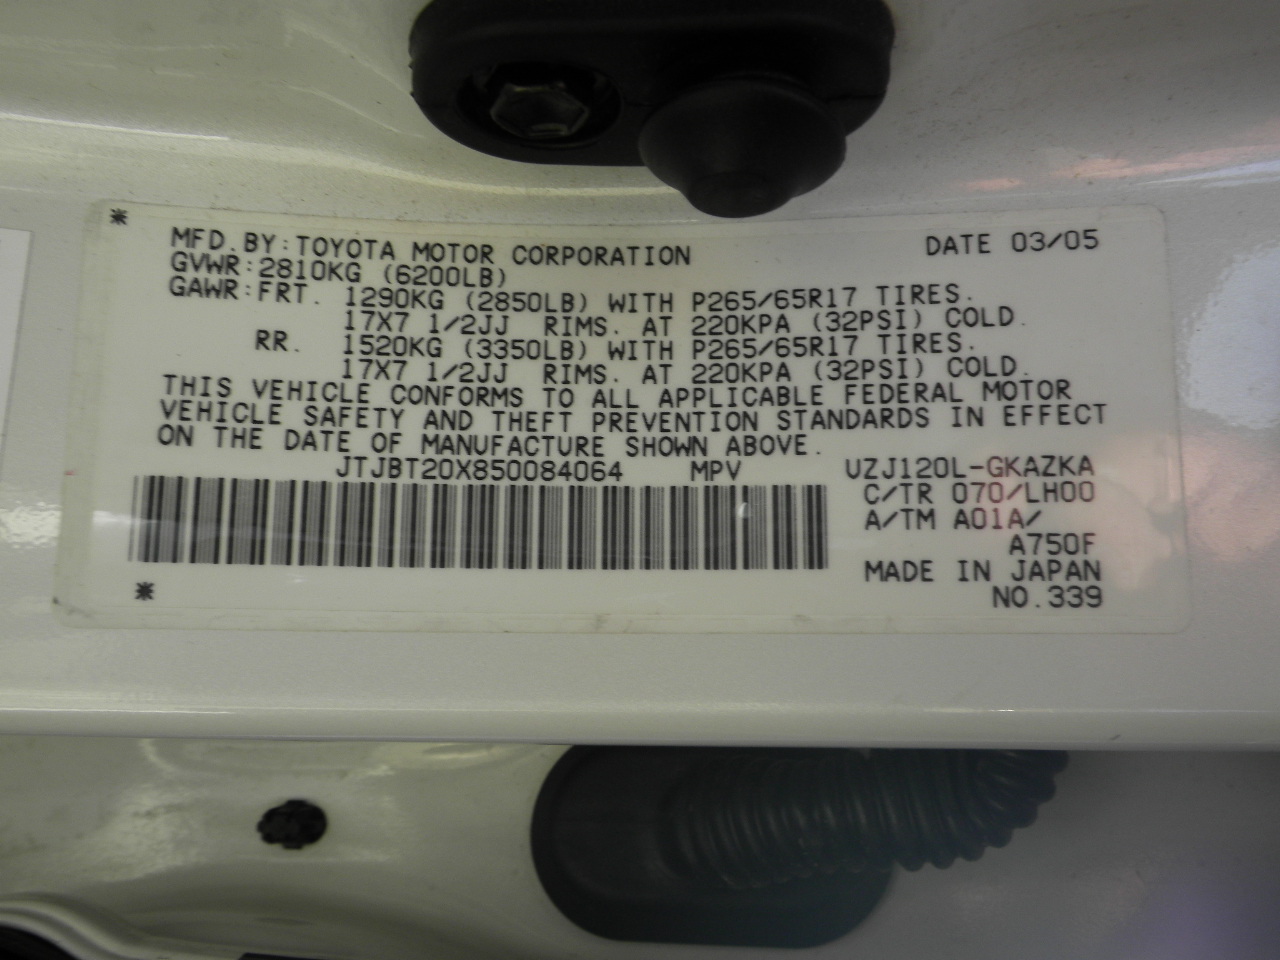 MFD.BY:TOYOTA MOTOR CORPORATION DATE 03/05
GVWR:2810KG (6200LB)
GAWR:FRT. 1290KG (2850LB) WITH P265/65R17 TIRES.
17X7 1/2JJ RIMS. AT 220KPA (32PSI) COLD.
RR. 1520KG (3350LB) WITH P265/65R17 TIRES.
17X7 1/2JJ RIMS. AT 220KPA (32PSI) COLD.
THIS VEHICLE CONFORMS TO ALL APPLICABLE FEDERAL MOTOR
VEHICLE SAFETY AND THEFT PREVENTION STANDARDS IN EFFECT
ON THE DATE OF MANUFACTURE SHOWN ABOVE.
JTJBT20X850084064 MPV UZJ120L-GKAZKA
C/TR 070/LH00
A/TM A01A/
A750F
MADE IN JAPAN
NO.339